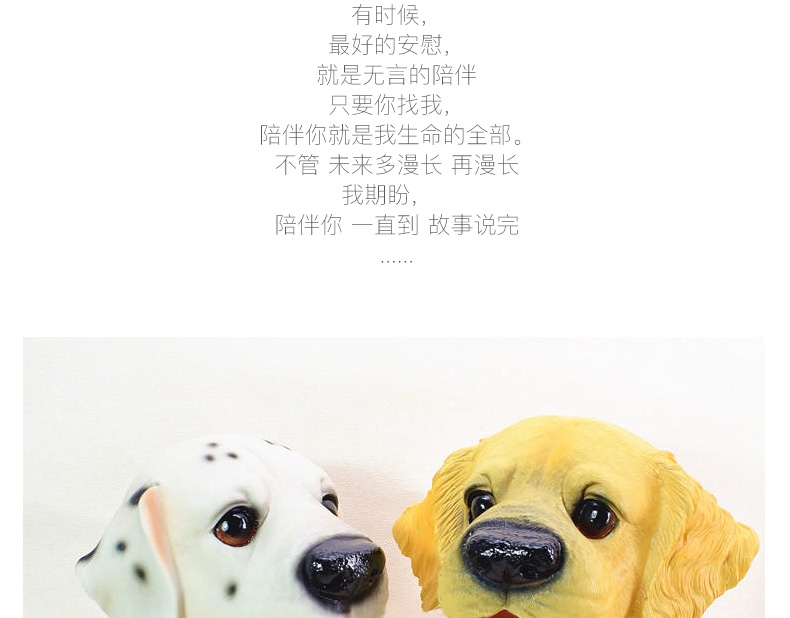 有时候，
最好的安慰，
就是无言的陪伴
只要你找我，
陪伴你就是我生命的全部。
不管 未来多漫长 再漫长
我期盼，
陪伴你 一直到 故事说完
······